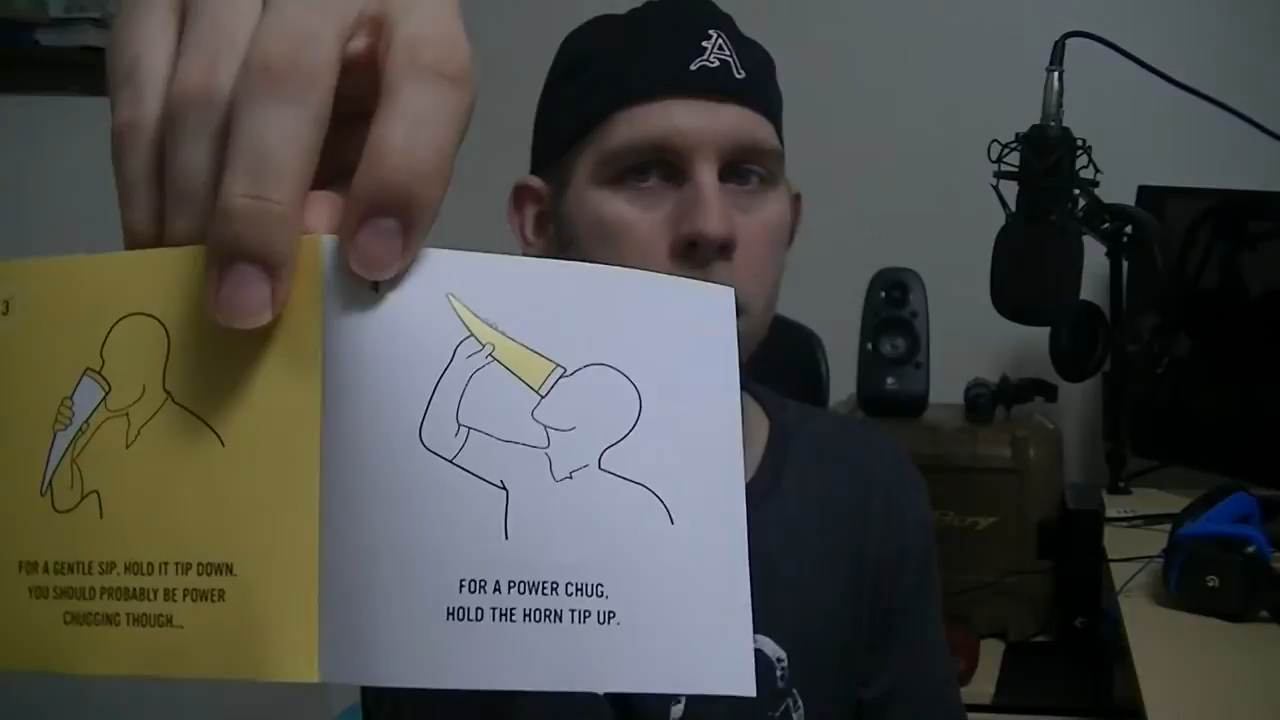 A
3
4
FOR A GENTLE SIP, HOLD IT TIP DOWN.
YOU SHOULD PROBABLY BE POWER
CHUGGING THOUGH...
FOR A POWER CHUG,
HOLD THE HORN TIP UP.
G